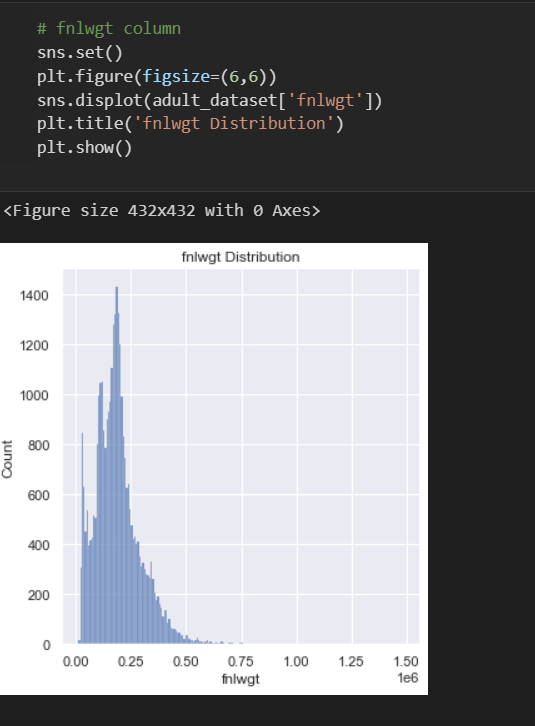 # fnlwgt column
sns.set()
plt.figure(figsize=(6,6))
sns.displot(adult_dataset['fnlwgt'])
plt.title('fnlwgt Distribution')
plt.show()
<Figure size 432x432 with 0 Axes>
fnlwgt Distribution
1400
1200
1000
800
600
400
200
0
Count
0.00 0.25 0.50 0.75 1.00 1.25 1.50
1e6
fnlwgt